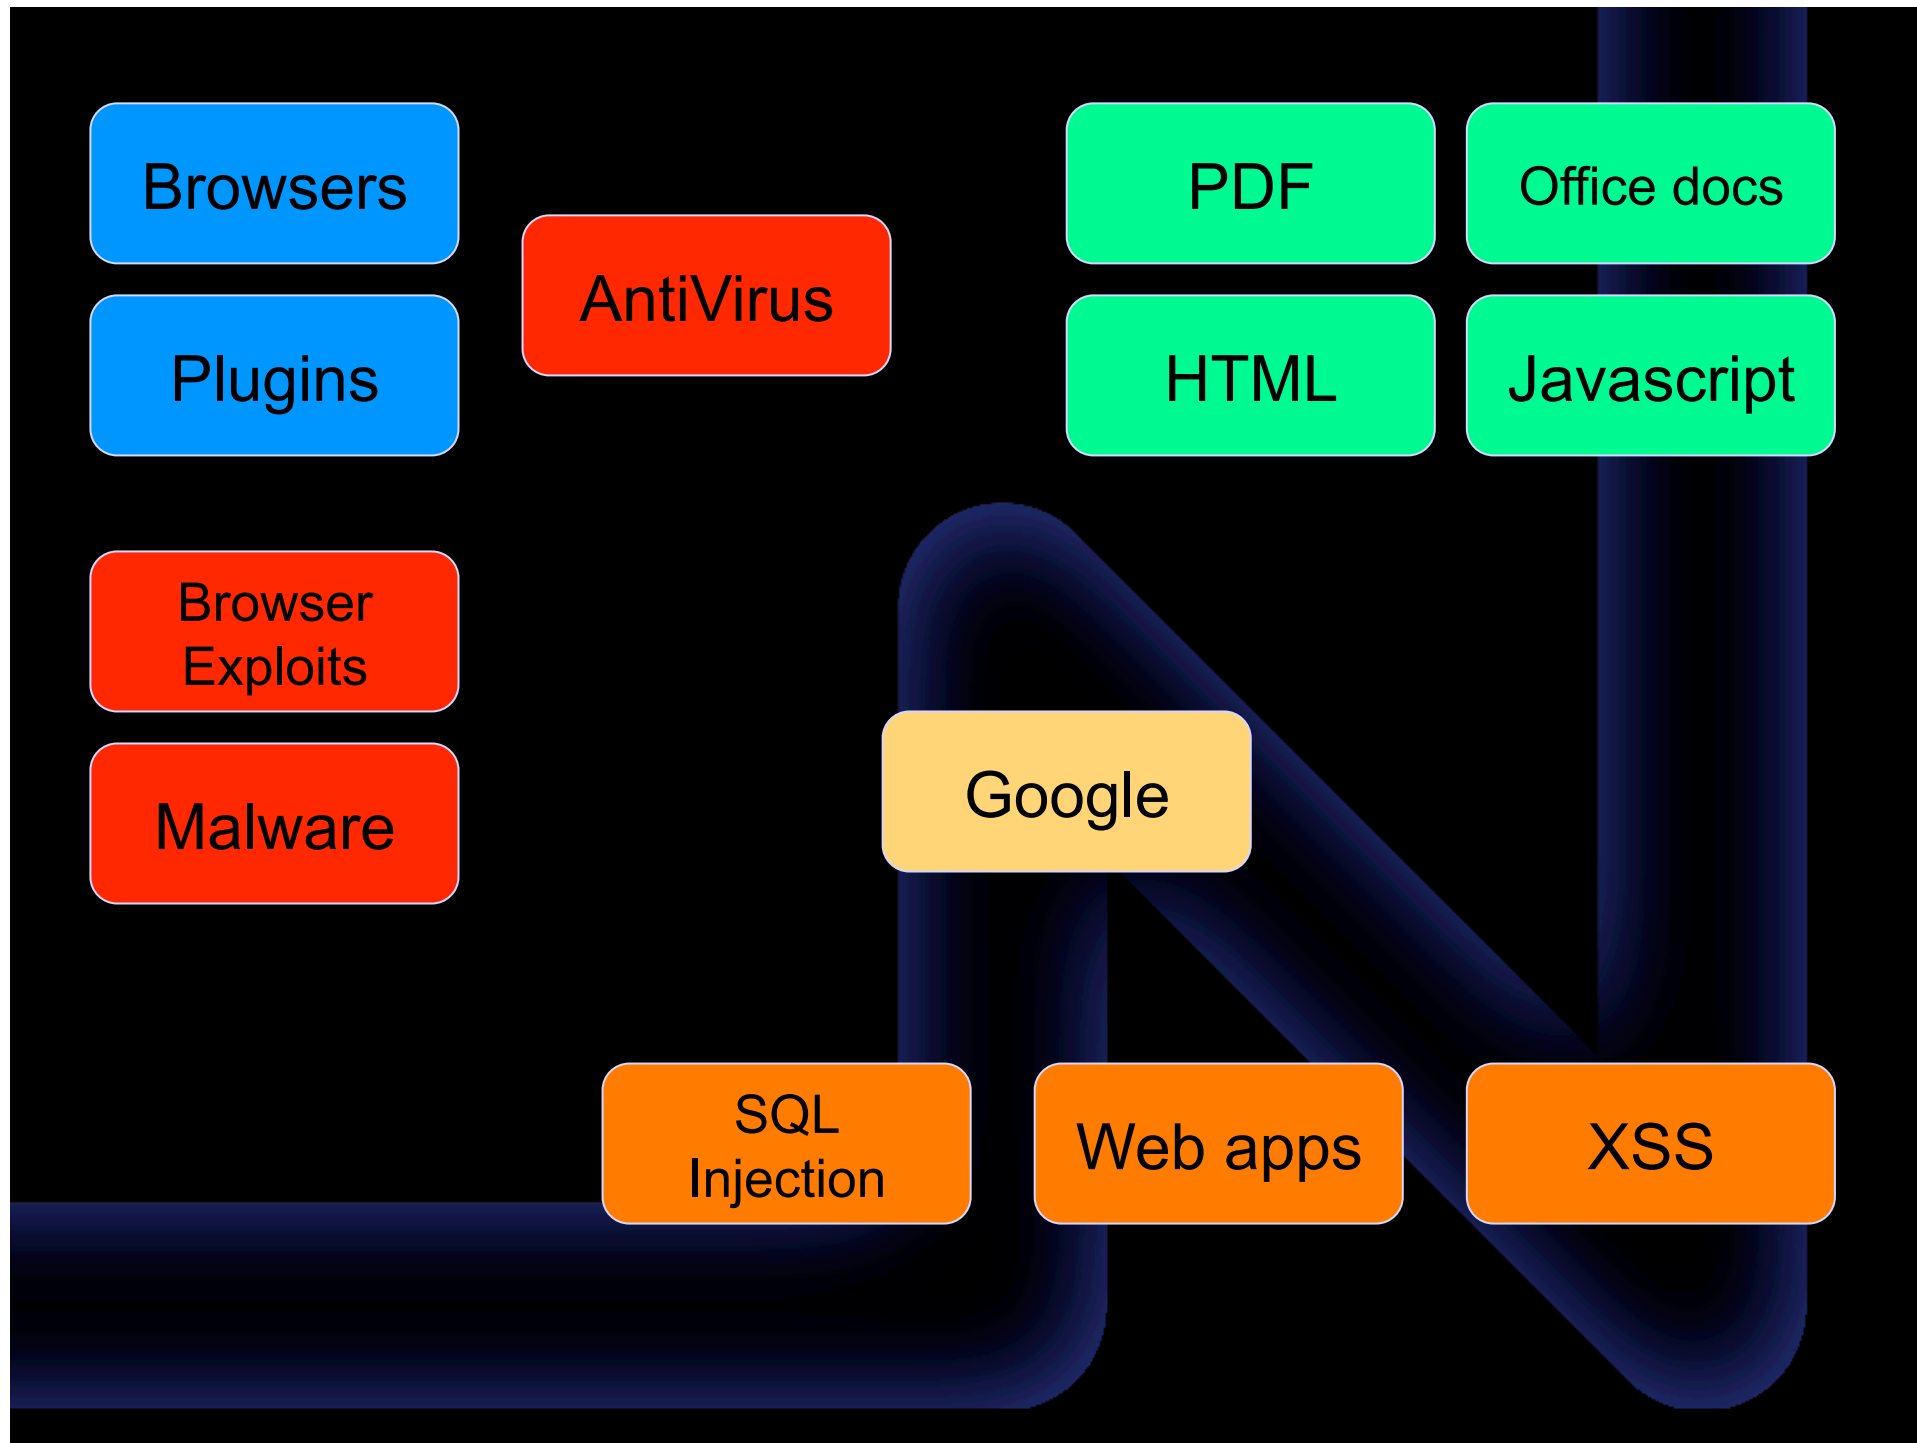 Browsers
PDF
Office docs
AntiVirus
Plugins
HTML
Javascript
Browser
Exploits
Google
Malware
SQL
Injection
Web apps
XSS